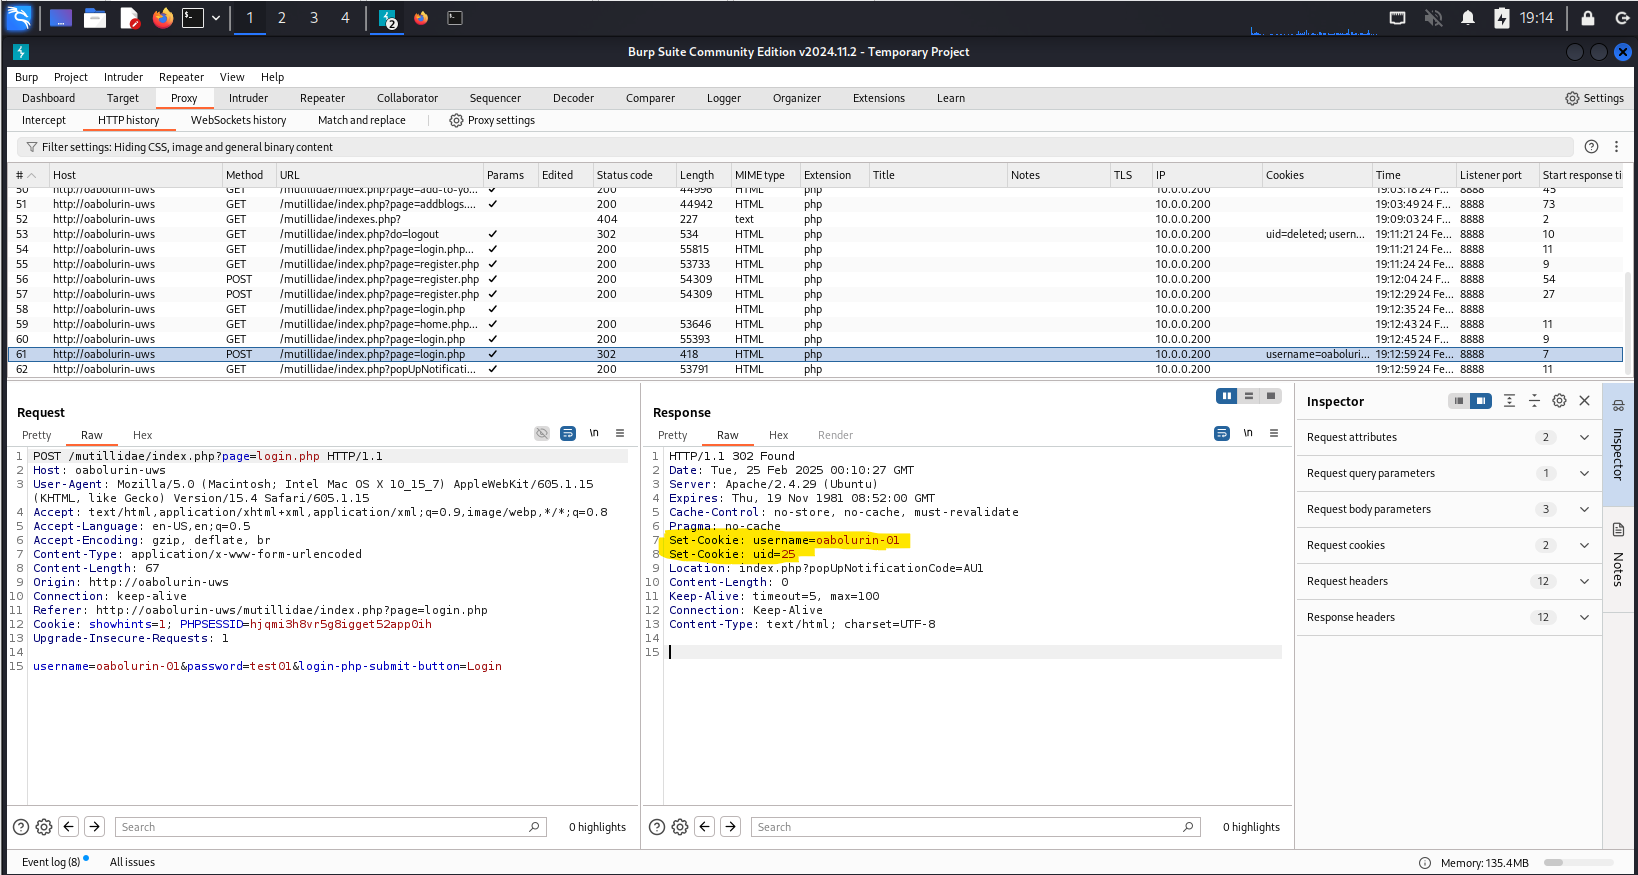 1 2 3 4 2 19:14
Burp Suite Community Edition v2024.11.2 - Temporary Project
Burp Project Intruder Repeater View Help
Dashboard Target Proxy Intruder Repeater Collaborator Sequencer Decoder Comparer Logger Organizer Extensions Learn Settings
Intercept HTTP history WebSockets history Match and replace Proxy settings
Filter settings: Hiding CSS, image and general binary content
# Host Method URL Params Edited Status code Length MIME type Extension Title Notes TLS IP Cookies Time Listener port Start response ti
50 http://oabolurin-uws GET /mutillidae/index.php?page=add-to-yo... ✓ 200 44996 HTML php 10.0.0.200 19:03:18 24 F... 8888 45
51 http://oabolurin-uws GET /mutillidae/index.php?page=addblogs.... ✓ 200 44942 HTML php 10.0.0.200 19:03:49 24 F... 8888 73
52 http://oabolurin-uws GET /mutillidae/indexes.php? 404 227 text php 10.0.0.200 19:09:03 24 F... 8888 2
53 http://oabolurin-uws GET /mutillidae/index.php?do=logout ✓ 302 534 HTML php 10.0.0.200 uid=deleted; usern... 19:11:21 24 Fe... 8888 10
54 http://oabolurin-uws GET /mutillidae/index.php?page=login.php... ✓ 200 55815 HTML php 10.0.0.200 19:11:21 24 Fe... 8888 11
55 http://oabolurin-uws GET /mutillidae/index.php?page=register.php ✓ 200 53733 HTML php 10.0.0.200 19:11:24 24 Fe... 8888 9
56 http://oabolurin-uws POST /mutillidae/index.php?page=register.php ✓ 200 54309 HTML php 10.0.0.200 19:12:04 24 F... 8888 54
57 http://oabolurin-uws POST /mutillidae/index.php?page=register.php ✓ 200 54309 HTML php 10.0.0.200 19:12:29 24 Fe... 8888 27
58 http://oabolurin-uws GET /mutillidae/index.php?page=login.php ✓ HTML php 10.0.0.200 19:12:35 24 Fe... 8888
59 http://oabolurin-uws GET /mutillidae/index.php?page=home.php... ✓ 200 53646 HTML php 10.0.0.200 19:12:43 24 F... 8888 11
60 http://oabolurin-uws GET /mutillidae/index.php?page=login.php ✓ 200 55393 HTML php 10.0.0.200 19:12:45 24 Fe... 8888 9
61 http://oabolurin-uws POST /mutillidae/index.php?page=login.php ✓ 302 418 HTML php 10.0.0.200 username=oaboluri... 19:12:59 24 Fe... 8888 7
62 http://oabolurin-uws GET /mutillidae/index.php?popUpNotificati... ✓ 200 53791 HTML php 10.0.0.200 19:12:59 24 Fe... 8888 11
Request
Pretty Raw Hex \n
1 POST /mutillidae/index.php?page=login.php HTTP/1.1
2 Host: oabolurin-uws
3 User-Agent: Mozilla/5.0 (Macintosh; Intel Mac OS X 10_15_7) AppleWebKit/605.1.15
(KHTML, like Gecko) Version/15.4 Safari/605.1.15
4 Accept: text/html,application/xhtml+xml,application/xml;q=0.9,image/webp,*/*;q=0.8
5 Accept-Language: en-US,en;q=0.5
6 Accept-Encoding: gzip, deflate, br
7 Content-Type: application/x-www-form-urlencoded
8 Content-Length: 67
9 Origin: http://oabolurin-uws
10 Connection: keep-alive
11 Referer: http://oabolurin-uws/mutillidae/index.php?page=login.php
12 Cookie: showhints=1; PHPSESSID=hjqmi3h8vr5g8igget52app0ih
13 Upgrade-Insecure-Requests: 1
14
15 username=oabolurin-01&password=test01&login-php-submit-button=Login
Search 0 highlights
Response
Pretty Raw Hex Render \n
1 HTTP/1.1 302 Found
2 Date: Tue, 25 Feb 2025 00:10:27 GMT
3 Server: Apache/2.4.29 (Ubuntu)
4 Expires: Thu, 19 Nov 1981 08:52:00 GMT
5 Cache-Control: no-store, no-cache, must-revalidate
6 Pragma: no-cache
7 Set-Cookie: username=oabolurin-01
8 Set-Cookie: uid=25
9 Location: index.php?popUpNotificationCode=AU1
10 Content-Length: 0
11 Keep-Alive: timeout=5, max=100
12 Connection: Keep-Alive
13 Content-Type: text/html; charset=UTF-8
14
15
Search 0 highlights
Inspector
Request attributes 2
Request query parameters 1
Request body parameters 3
Request cookies 2
Request headers 12
Response headers 12
Inspector
Notes
Event log (8) All issues Memory: 135.4MB